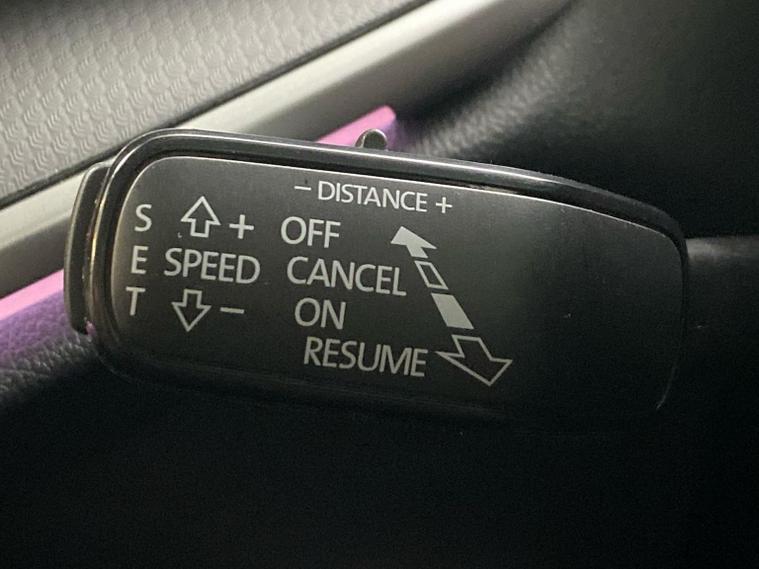 − DISTANCE +
S + OFF
E SPEED CANCEL
T − ON
RESUME